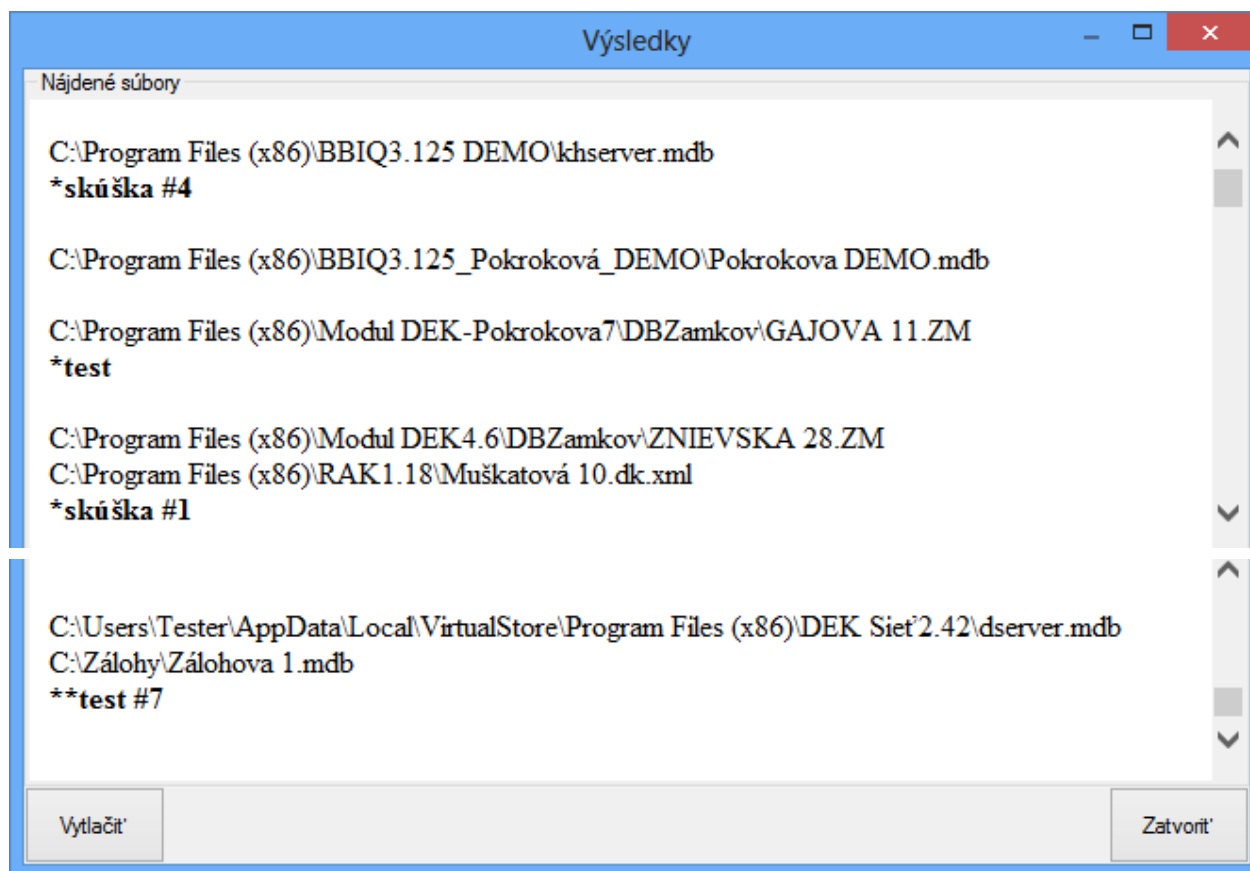 Výsledky
Nájdené súbory
C:\Program Files (x86)\BBIQ3.125 DEMO\khserver.mdb
*skúška #4
C:\Program Files (x86)\BBIQ3.125_Pokroková_DEMO\Pokrokova DEMO.mdb
C:\Program Files (x86)\Modul DEK-Pokrokova7\DBZamkov\GAJOVA 11.ZM
*test
C:\Program Files (x86)\Modul DEK4.6\DBZamkov\ZNIEVSKA 28.ZM
C:\Program Files (x86)\RAK1.18\Muškatová 10.dk.xml
*skúška #1
C:\Users\Tester\AppData\Local\VirtualStore\Program Files (x86)\DEK Sieť2.42\dserver.mdb
C:\Zálohy\Zálohova 1.mdb
**test #7
Vytlačiť
Zatvoriť